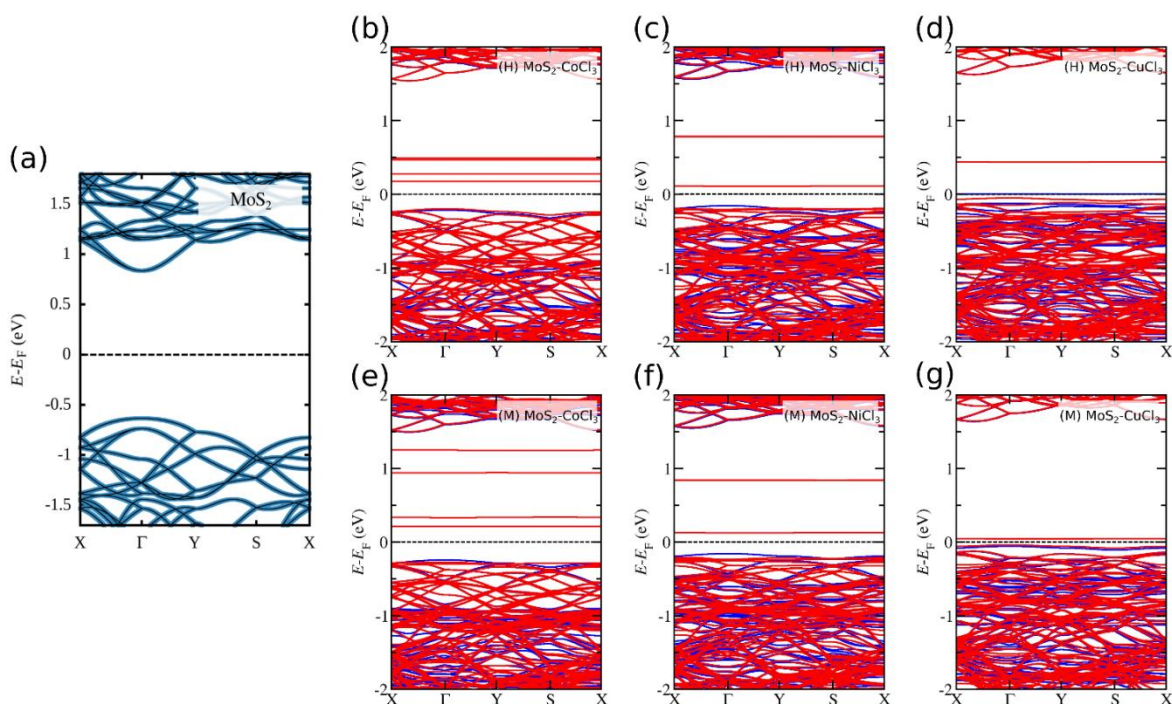 (a)
MoS2
E-EF (eV)
1.5
1
0.5
0
-0.5
-1
-1.5
X Γ Y S X
(b)
(H) MoS2-CoCl3
E-EF (eV)
2
1
0
-1
-2
X Γ Y S X
(c)
(H) MoS2-NiCl3
E-EF (eV)
2
1
0
-1
-2
X Γ Y S X
(d)
(H) MoS2-CuCl3
E-EF (eV)
2
1
0
-1
-2
X Γ Y S X
(e)
(M) MoS2-CoCl3
E-EF (eV)
2
1
0
-1
-2
X Γ Y S X
(f)
(M) MoS2-NiCl3
E-EF (eV)
2
1
0
-1
-2
X Γ Y S X
(g)
(M) MoS2-CuCl3
E-EF (eV)
2
1
0
-1
-2
X Γ Y S X